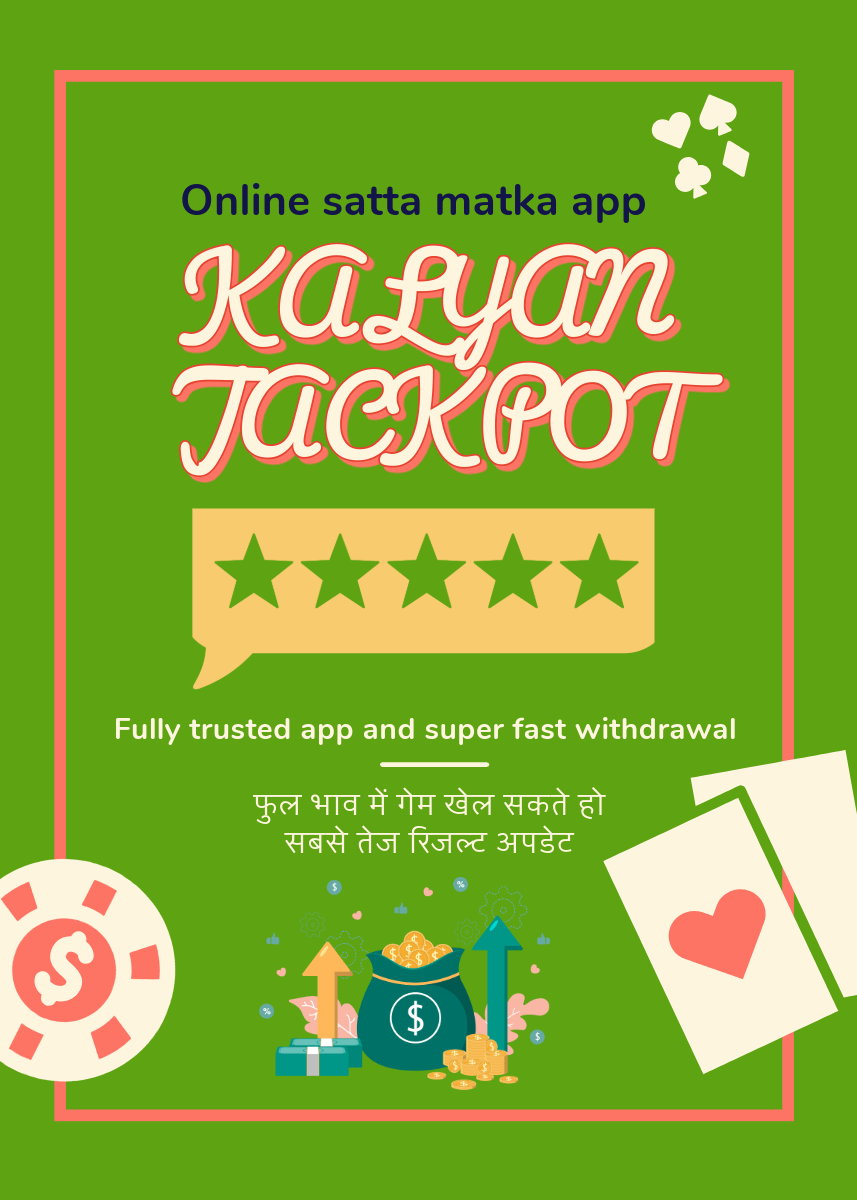 Online satta matka app
KALYAN
JACKPOT
Fully trusted app and super fast withdrawal
फुल भाव में गेम खेल सकते हो
सबसे तेज रिजल्ट अपडेट